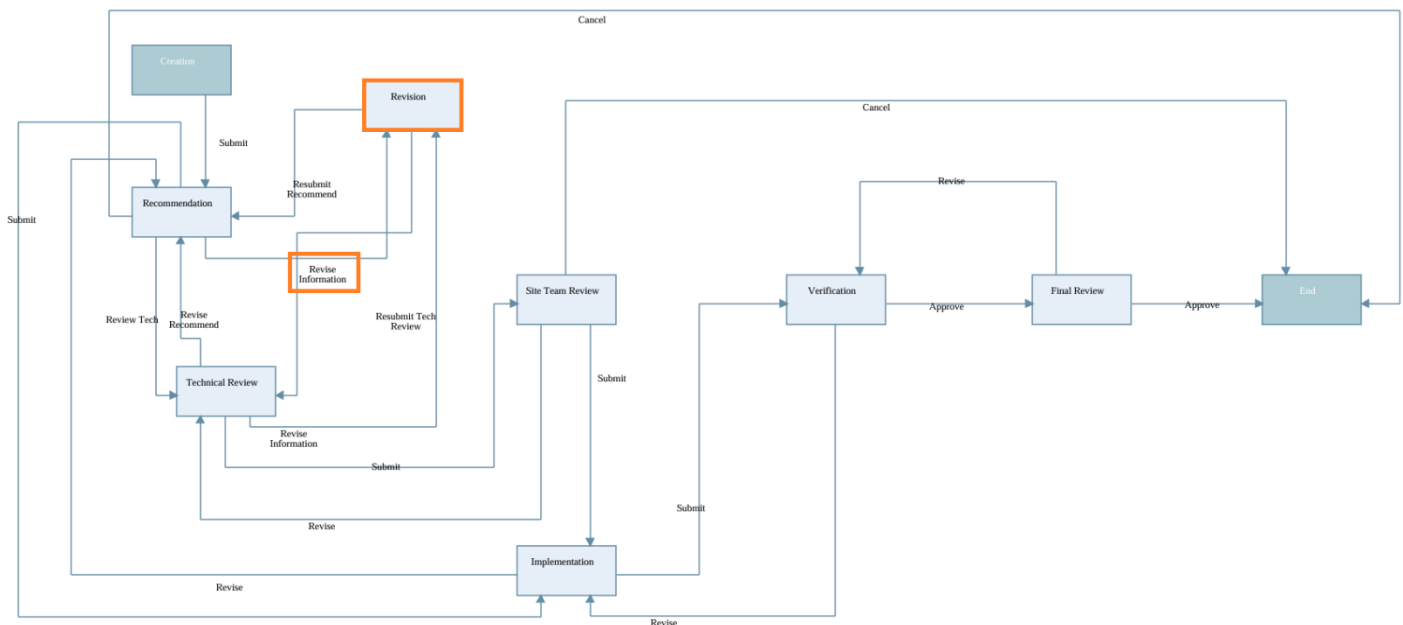 Cancel
Creation
Revision
Cancel
Submit
Revise
Resubmit
Recommend
Recommendation
Submit
Revise
Information
Site Team Review
Verification
Final Review
End
Approve
Approve
Review Tech
Revise
Recommend
Resubmit Tech
Review
Technical Review
Submit
Revise
Information
Submit
Submit
Revise
Implementation
Revise
Revise